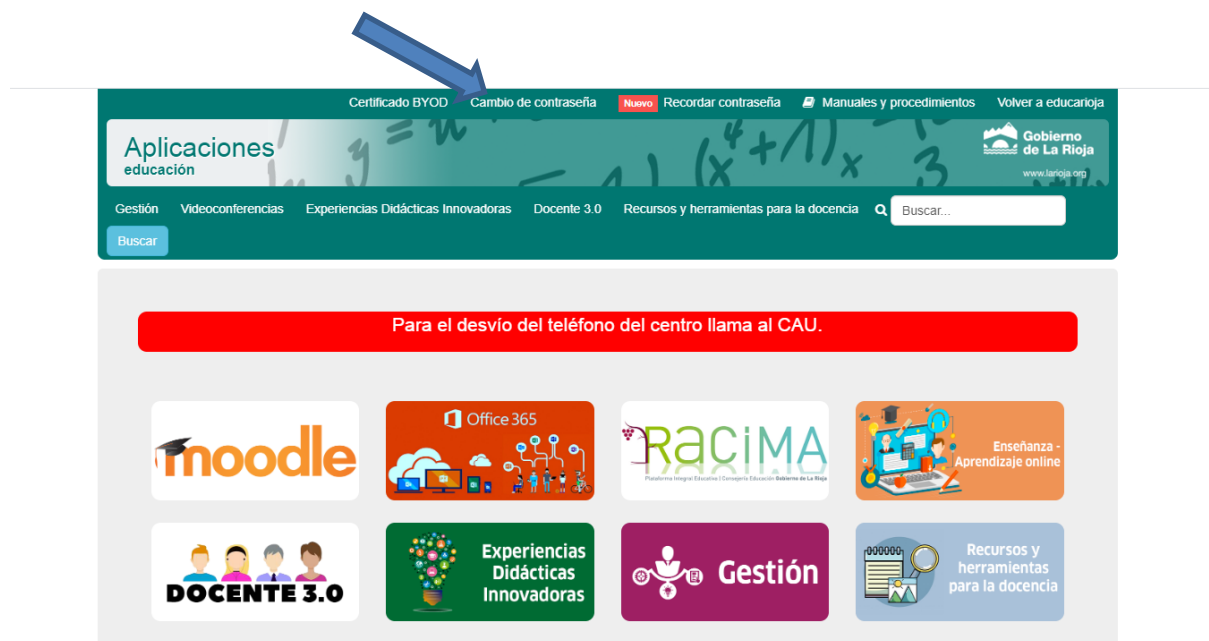 Certificado BYOD Cambio de contraseña Nuevo Recordar contraseña Manuales y procedimientos Volver a educarioja
Aplicaciones
educación
Gobierno
de La Rioja
www.larioja.org
Gestión Videoconferencias Experiencias Didácticas Innovadoras Docente 3.0 Recursos y herramientas para la docencia Buscar...
Buscar
Para el desvío del teléfono del centro llama al CAU.
moodle
Office 365
RACIMA
Plataforma Integral Educativa | Consejería Educación Gobierno de La Rioja
Enseñanza -
Aprendizaje online
DOCENTE 3.0
Experiencias
Didácticas
Innovadoras
Gestión
Recursos y
herramientas
para la docencia